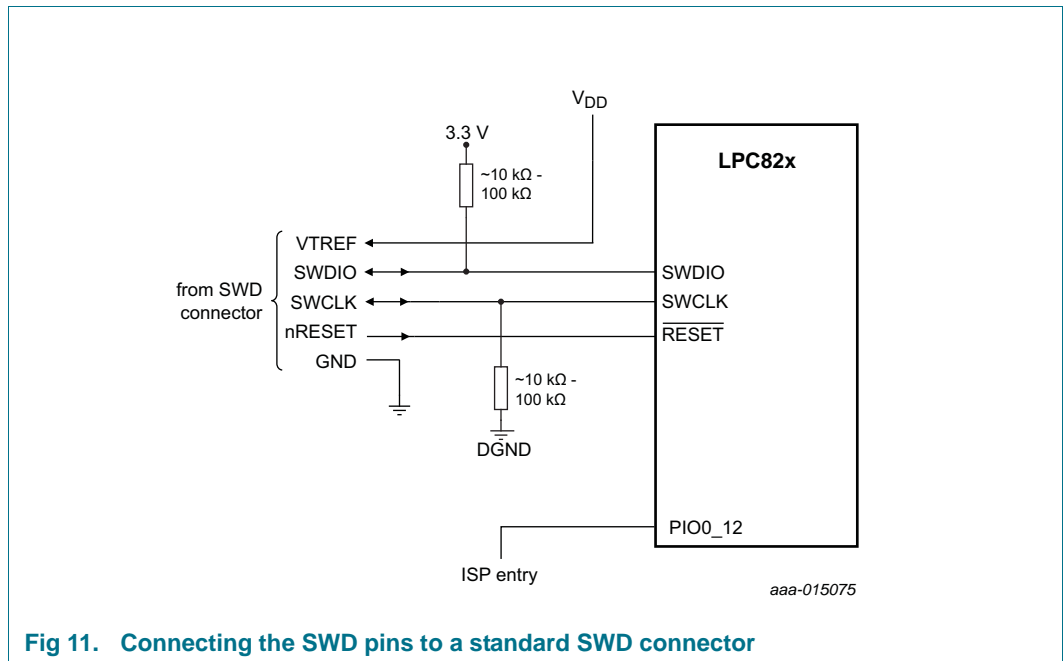 VDD
3.3 V
~10 kΩ -
100 kΩ
LPC82x
VTREF
SWDIO
SWCLK
nRESET
GND
from SWD
connector
SWDIO
SWCLK
RESET
~10 kΩ -
100 kΩ
DGND
PIO0_12
ISP entry
aaa-015075
Fig 11. Connecting the SWD pins to a standard SWD connector